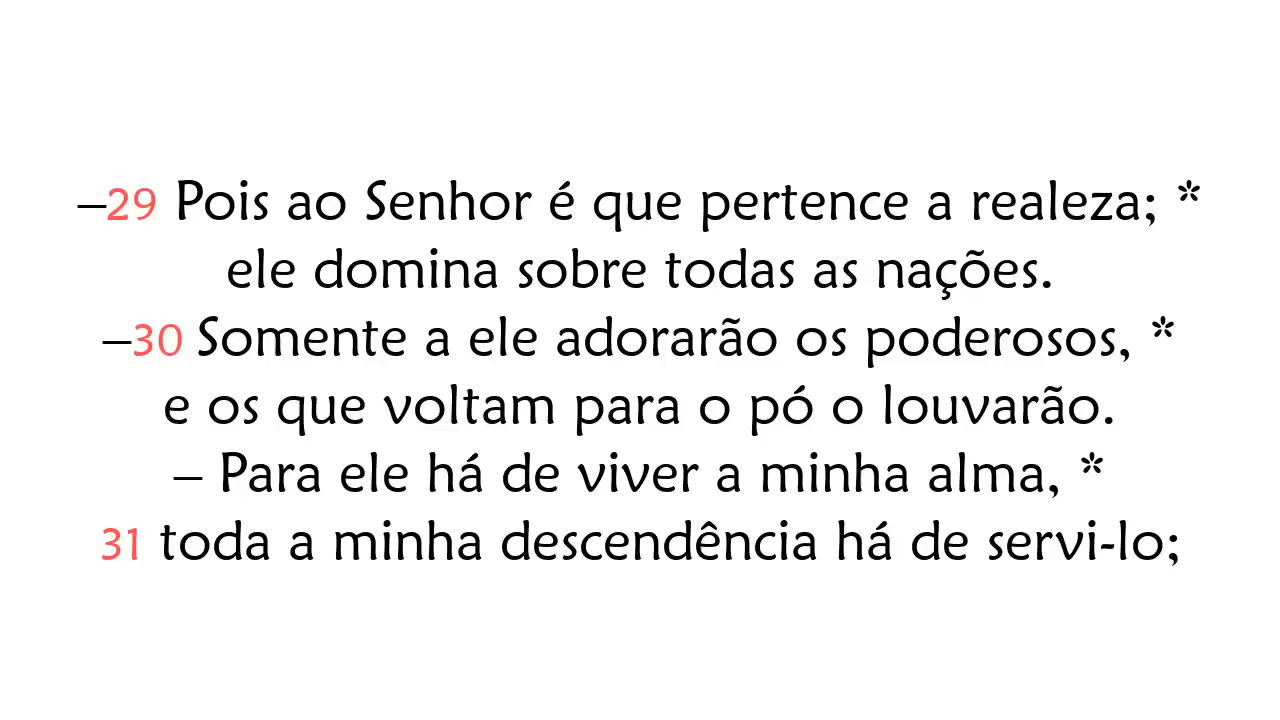 –29 Pois ao Senhor é que pertence a realeza; *
ele domina sobre todas as nações.
–30 Somente a ele adorarão os poderosos, *
e os que voltam para o pó o louvarão.
– Para ele há de viver a minha alma, *
31 toda a minha descendência há de servi-lo;